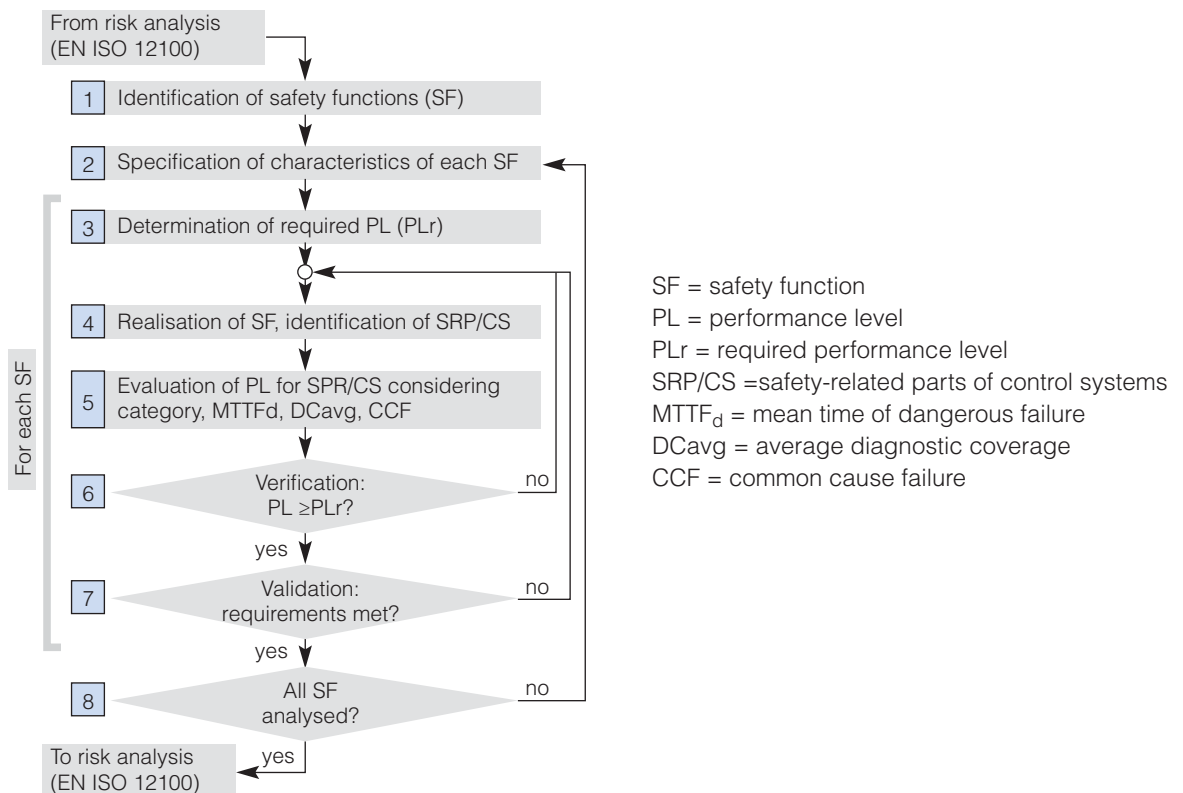 From risk analysis
(EN ISO 12100)
1 Identification of safety functions (SF)
2 Specification of characteristics of each SF
3 Determination of required PL (PLr)
4 Realisation of SF, identification of SRP/CS
For each SF
5 Evaluation of PL for SPR/CS considering
category, MTTFd, DCavg, CCF
6 Verification:
PL ≥PLr?
no
yes
7 Validation:
requirements met?
no
yes
8 All SF
analysed?
no
yes
To risk analysis
(EN ISO 12100)
SF = safety function
PL = performance level
PLr = required performance level
SRP/CS =safety-related parts of control systems
MTTFd = mean time of dangerous failure
DCavg = average diagnostic coverage
CCF = common cause failure